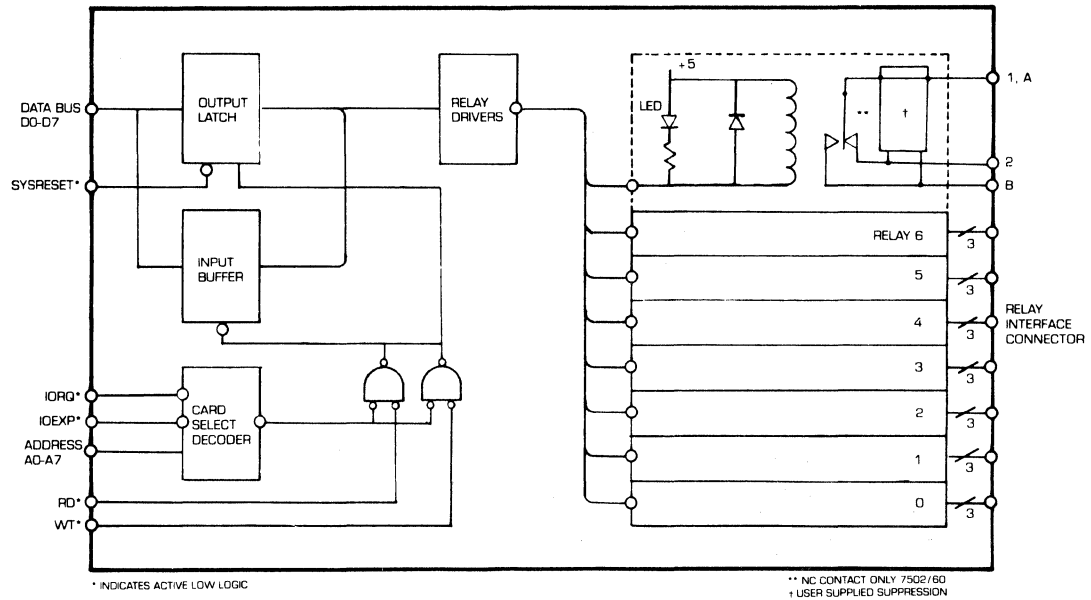 DATA BUS
D0-D7
SYSRESET*
IORQ*
IOEXP*
ADDRESS
A0-A7
RD*
WT*
OUTPUT
LATCH
INPUT
BUFFER
CARD
SELECT
DECODER
RELAY
DRIVERS
+5
LED
**
†
1, A
2
B
RELAY 6
3
5
3
4
3
3
3
2
3
1
3
0
3
RELAY
INTERFACE
CONNECTOR
* INDICATES ACTIVE LOW LOGIC
** NC CONTACT ONLY 7502/60
† USER SUPPLIED SUPPRESSION